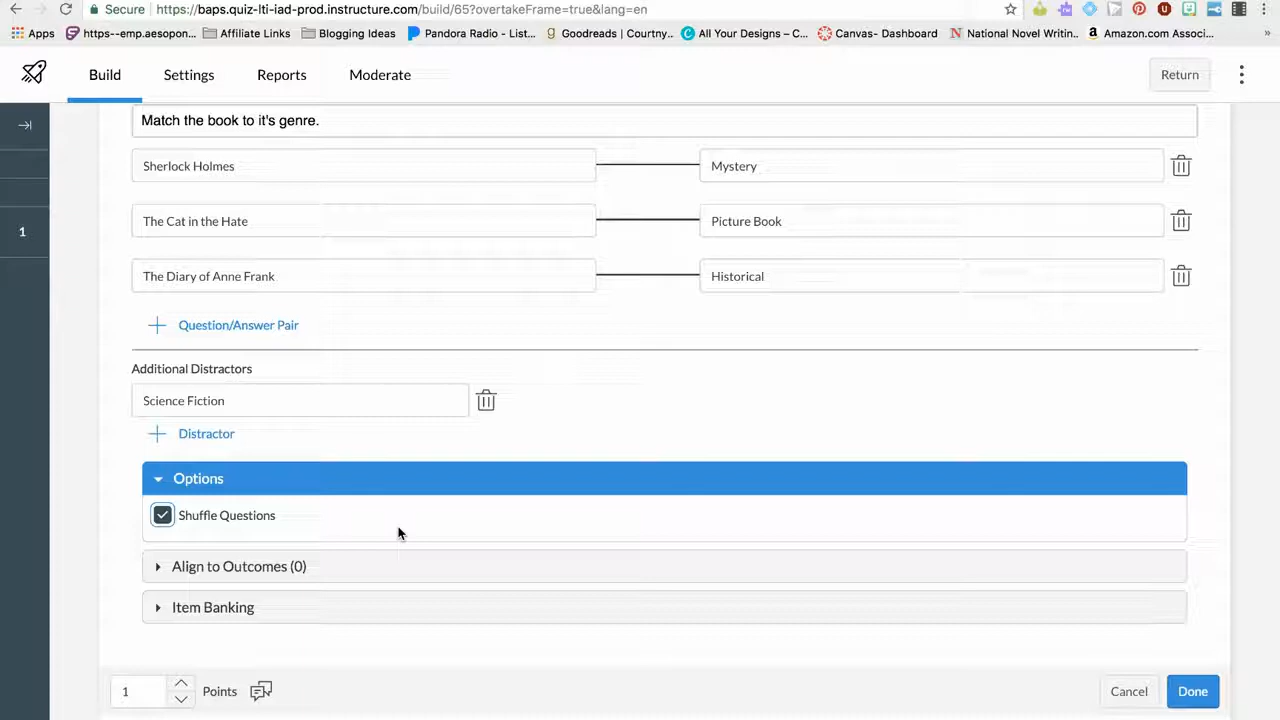 Secure https://baps.quiz-lti-iad-prod.instructure.com/build/65?overtakeFrame=true&lang=en
Apps https--emp.aesopon... Affiliate Links Blogging Ideas Pandora Radio - List... Goodreads | Courtny... All Your Designs – C... Canvas- Dashboard National Novel Writin.. Amazon.com Associ... »
Build Settings Reports Moderate Return
Match the book to it's genre.
Sherlock Holmes Mystery
The Cat in the Hate Picture Book
The Diary of Anne Frank Historical
1
Question/Answer Pair
Additional Distractors
Science Fiction
Distractor
Options
Shuffle Questions
Align to Outcomes (0)
Item Banking
1 Points Cancel Done